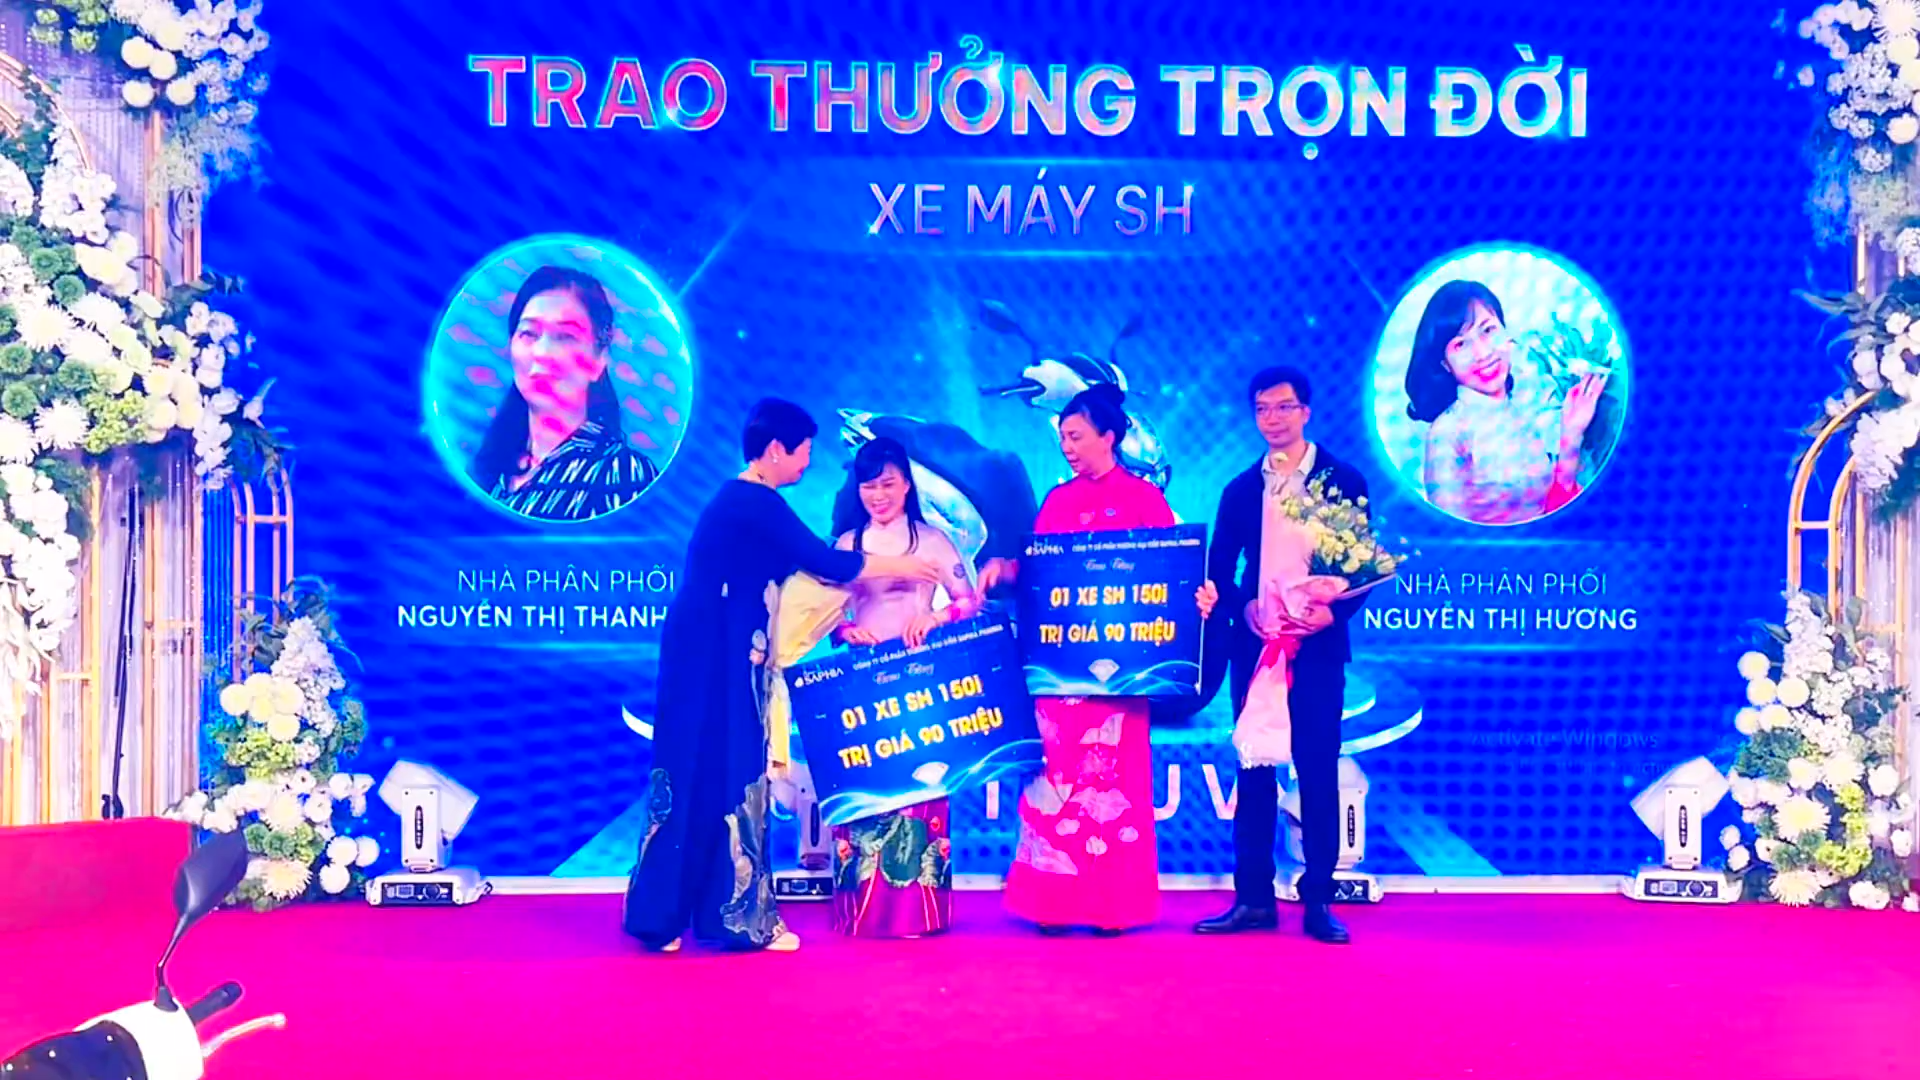 TRAO THƯỞNG TRỌN ĐỜI
XE MÁY SH
NHÀ PHÂN PHỐI
NGUYỄN THỊ THANH
NHÀ PHÂN PHỐI
NGUYỄN THỊ HƯƠNG
SAPHIA
01 XE SH 150i
TRỊ GIÁ 90 TRIỆU
SAPHIA
01 XE SH 150i
TRỊ GIÁ 90 TRIỆU
Activate Windows